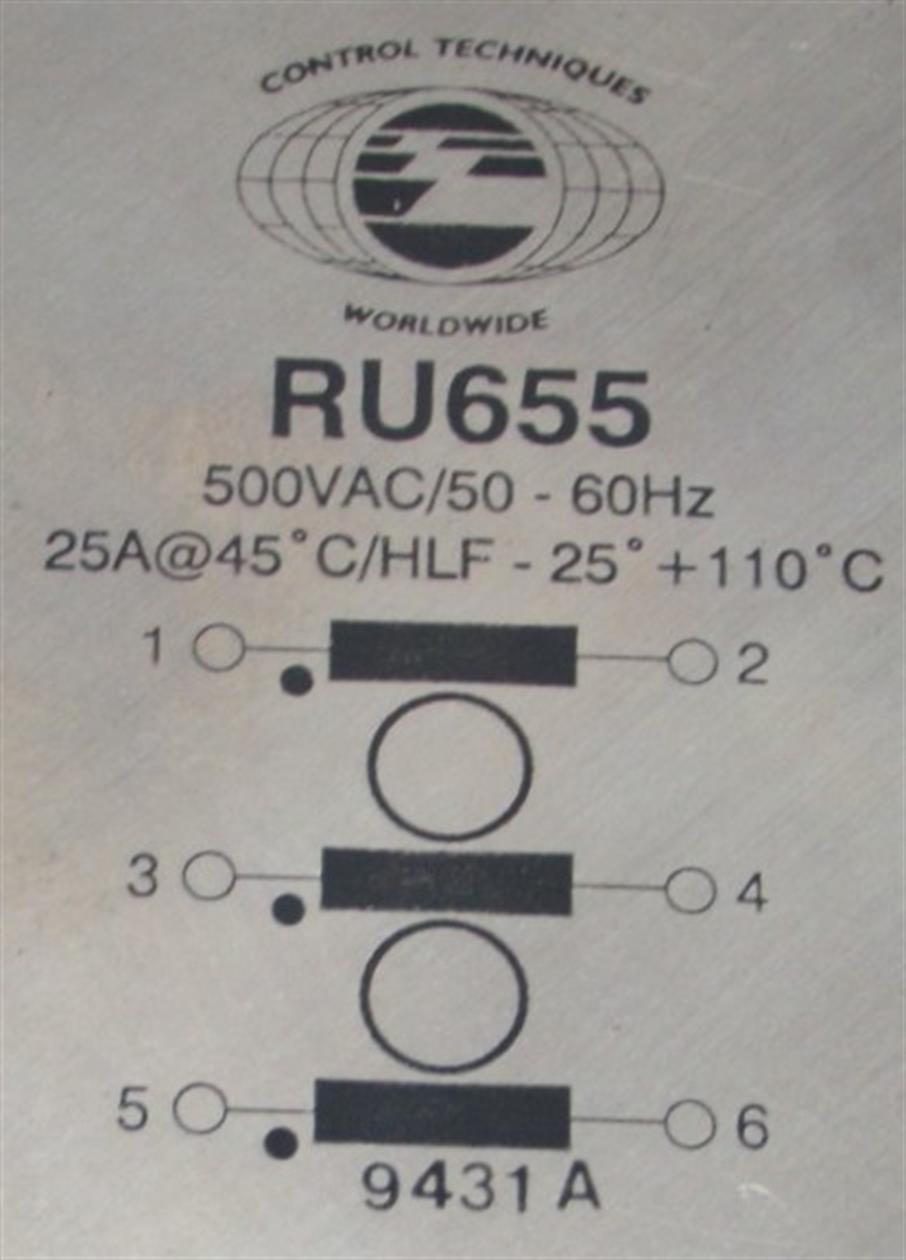 CONTROL TECHNIQUES
WORLDWIDE
RU655
500VAC/50 - 60Hz
25A@45°C/HLF - 25°+110°C
1 2
3 4
5 6
9431 A